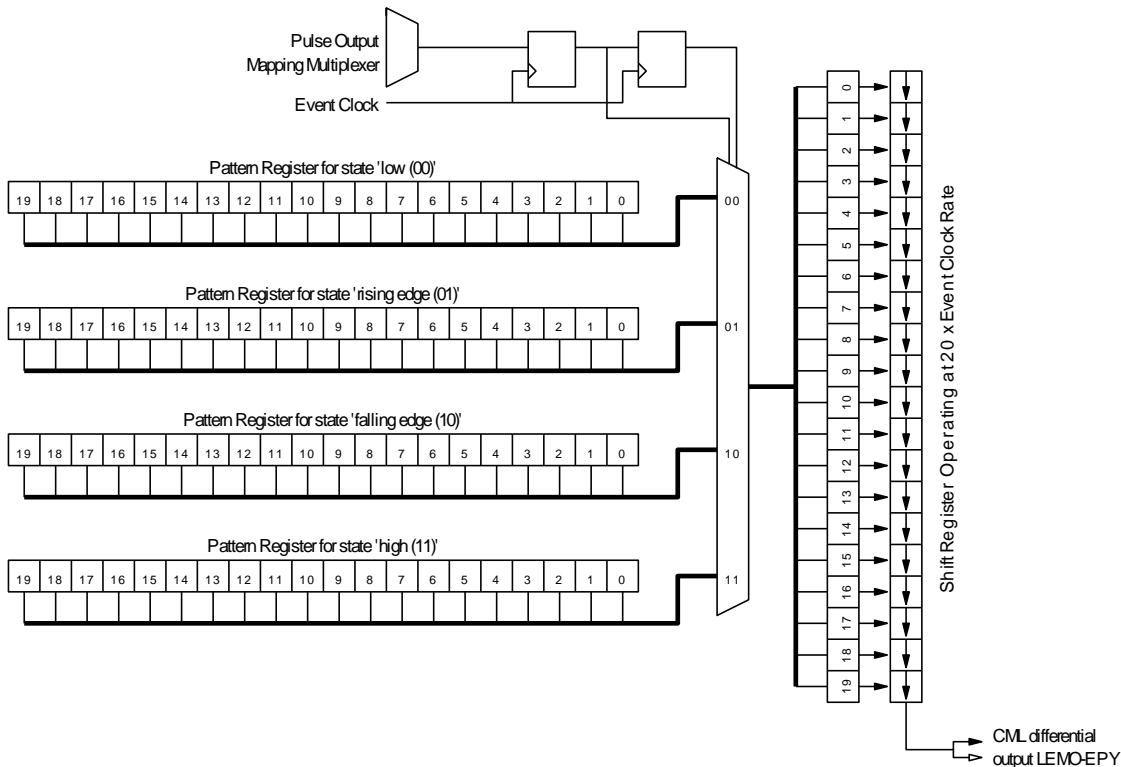 Pulse Output
Mapping Multiplexer
Event Clock
Pattern Register for state 'low (00)'
19 18 17 16 15 14 13 12 11 10 9 8 7 6 5 4 3 2 1 0
00
Pattern Register for state 'rising edge (01)'
19 18 17 16 15 14 13 12 11 10 9 8 7 6 5 4 3 2 1 0
01
Pattern Register for state 'falling edge (10)'
19 18 17 16 15 14 13 12 11 10 9 8 7 6 5 4 3 2 1 0
10
Pattern Register for state 'high (11)'
19 18 17 16 15 14 13 12 11 10 9 8 7 6 5 4 3 2 1 0
11
0
1
2
3
4
5
6
7
8
9
10
11
12
13
14
15
16
17
18
19
Shift Register Operating at 20 x Event Clock Rate
CML differential
output LEMO-EPY